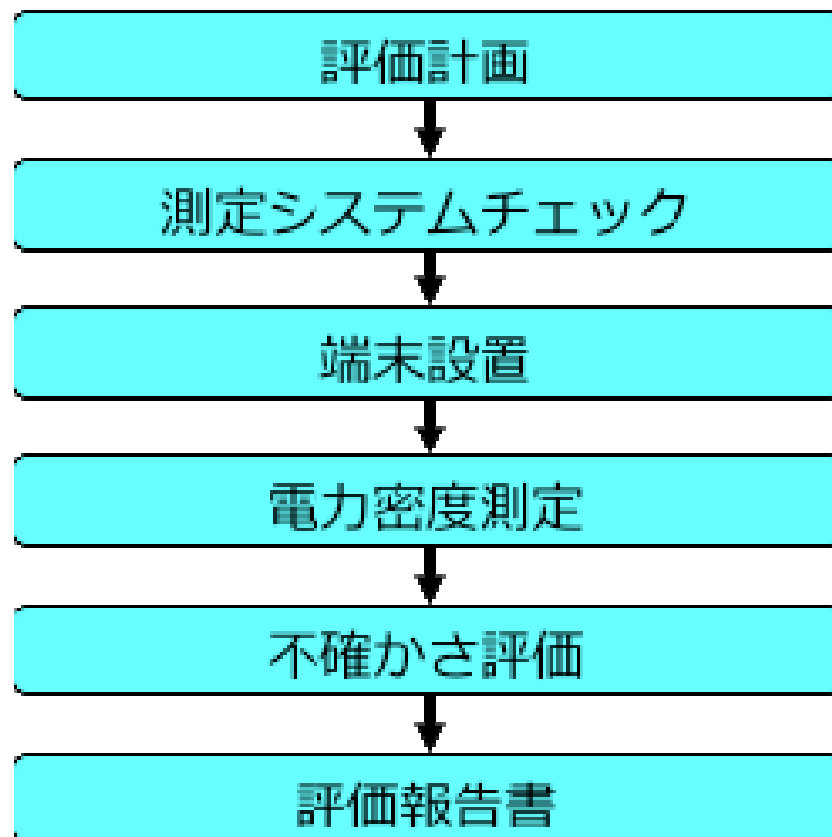 評価計画
測定システムチェック
端末設置
電力密度測定
不確かさ評価
評価報告書